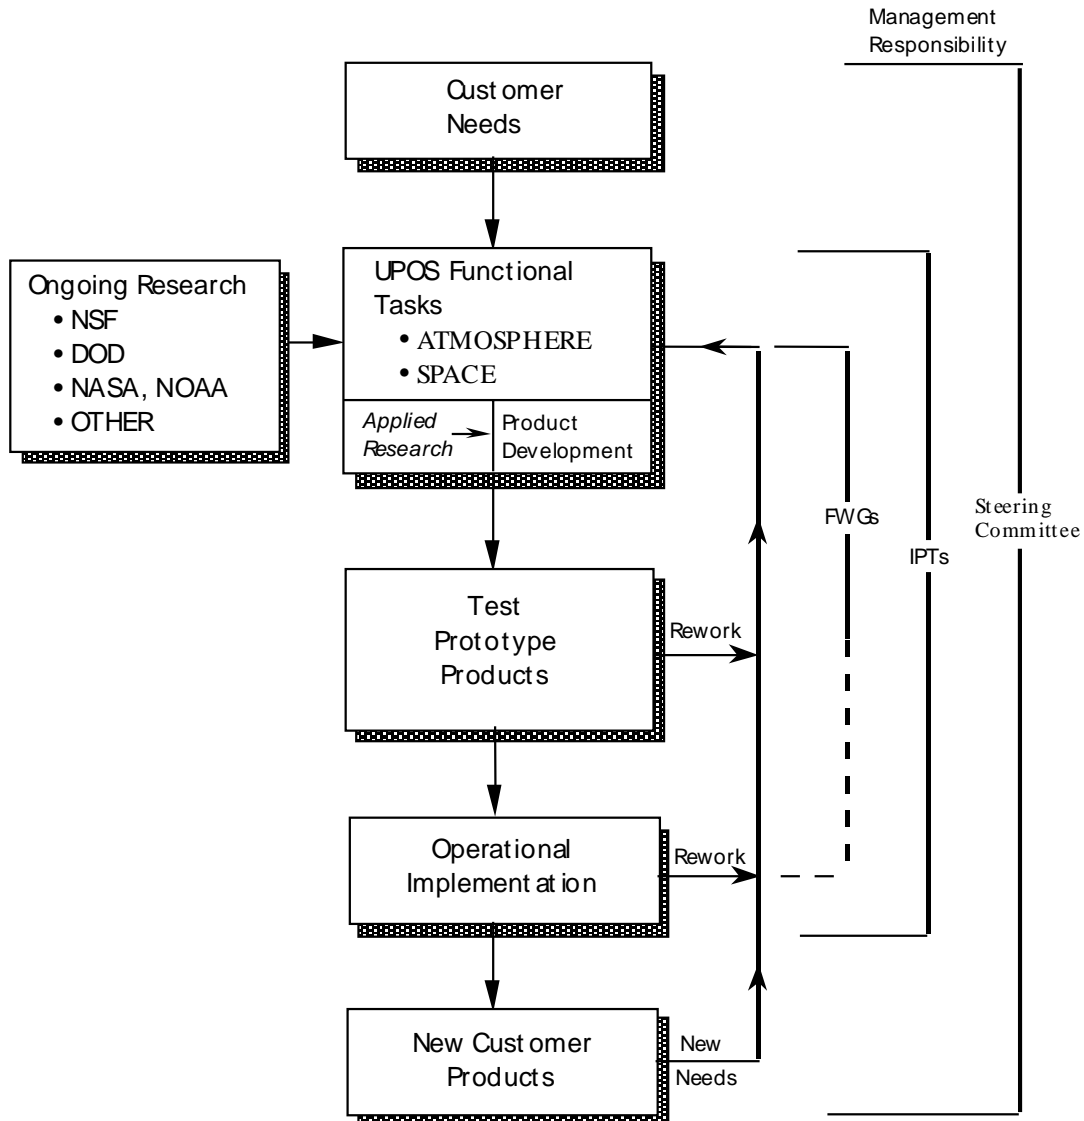 Management
Responsibility
Customer
Needs
Ongoing Research
• NSF
• DOD
• NASA, NOAA
• OTHER
UPOS Functional
Tasks
• ATMOSPHERE
• SPACE
Applied
Research
Product
Development
FWGs
IPTs
Steering
Committee
Test
Prototype
Products
Rework
Operational
Implementation
Rework
New Customer
Products
New
Needs